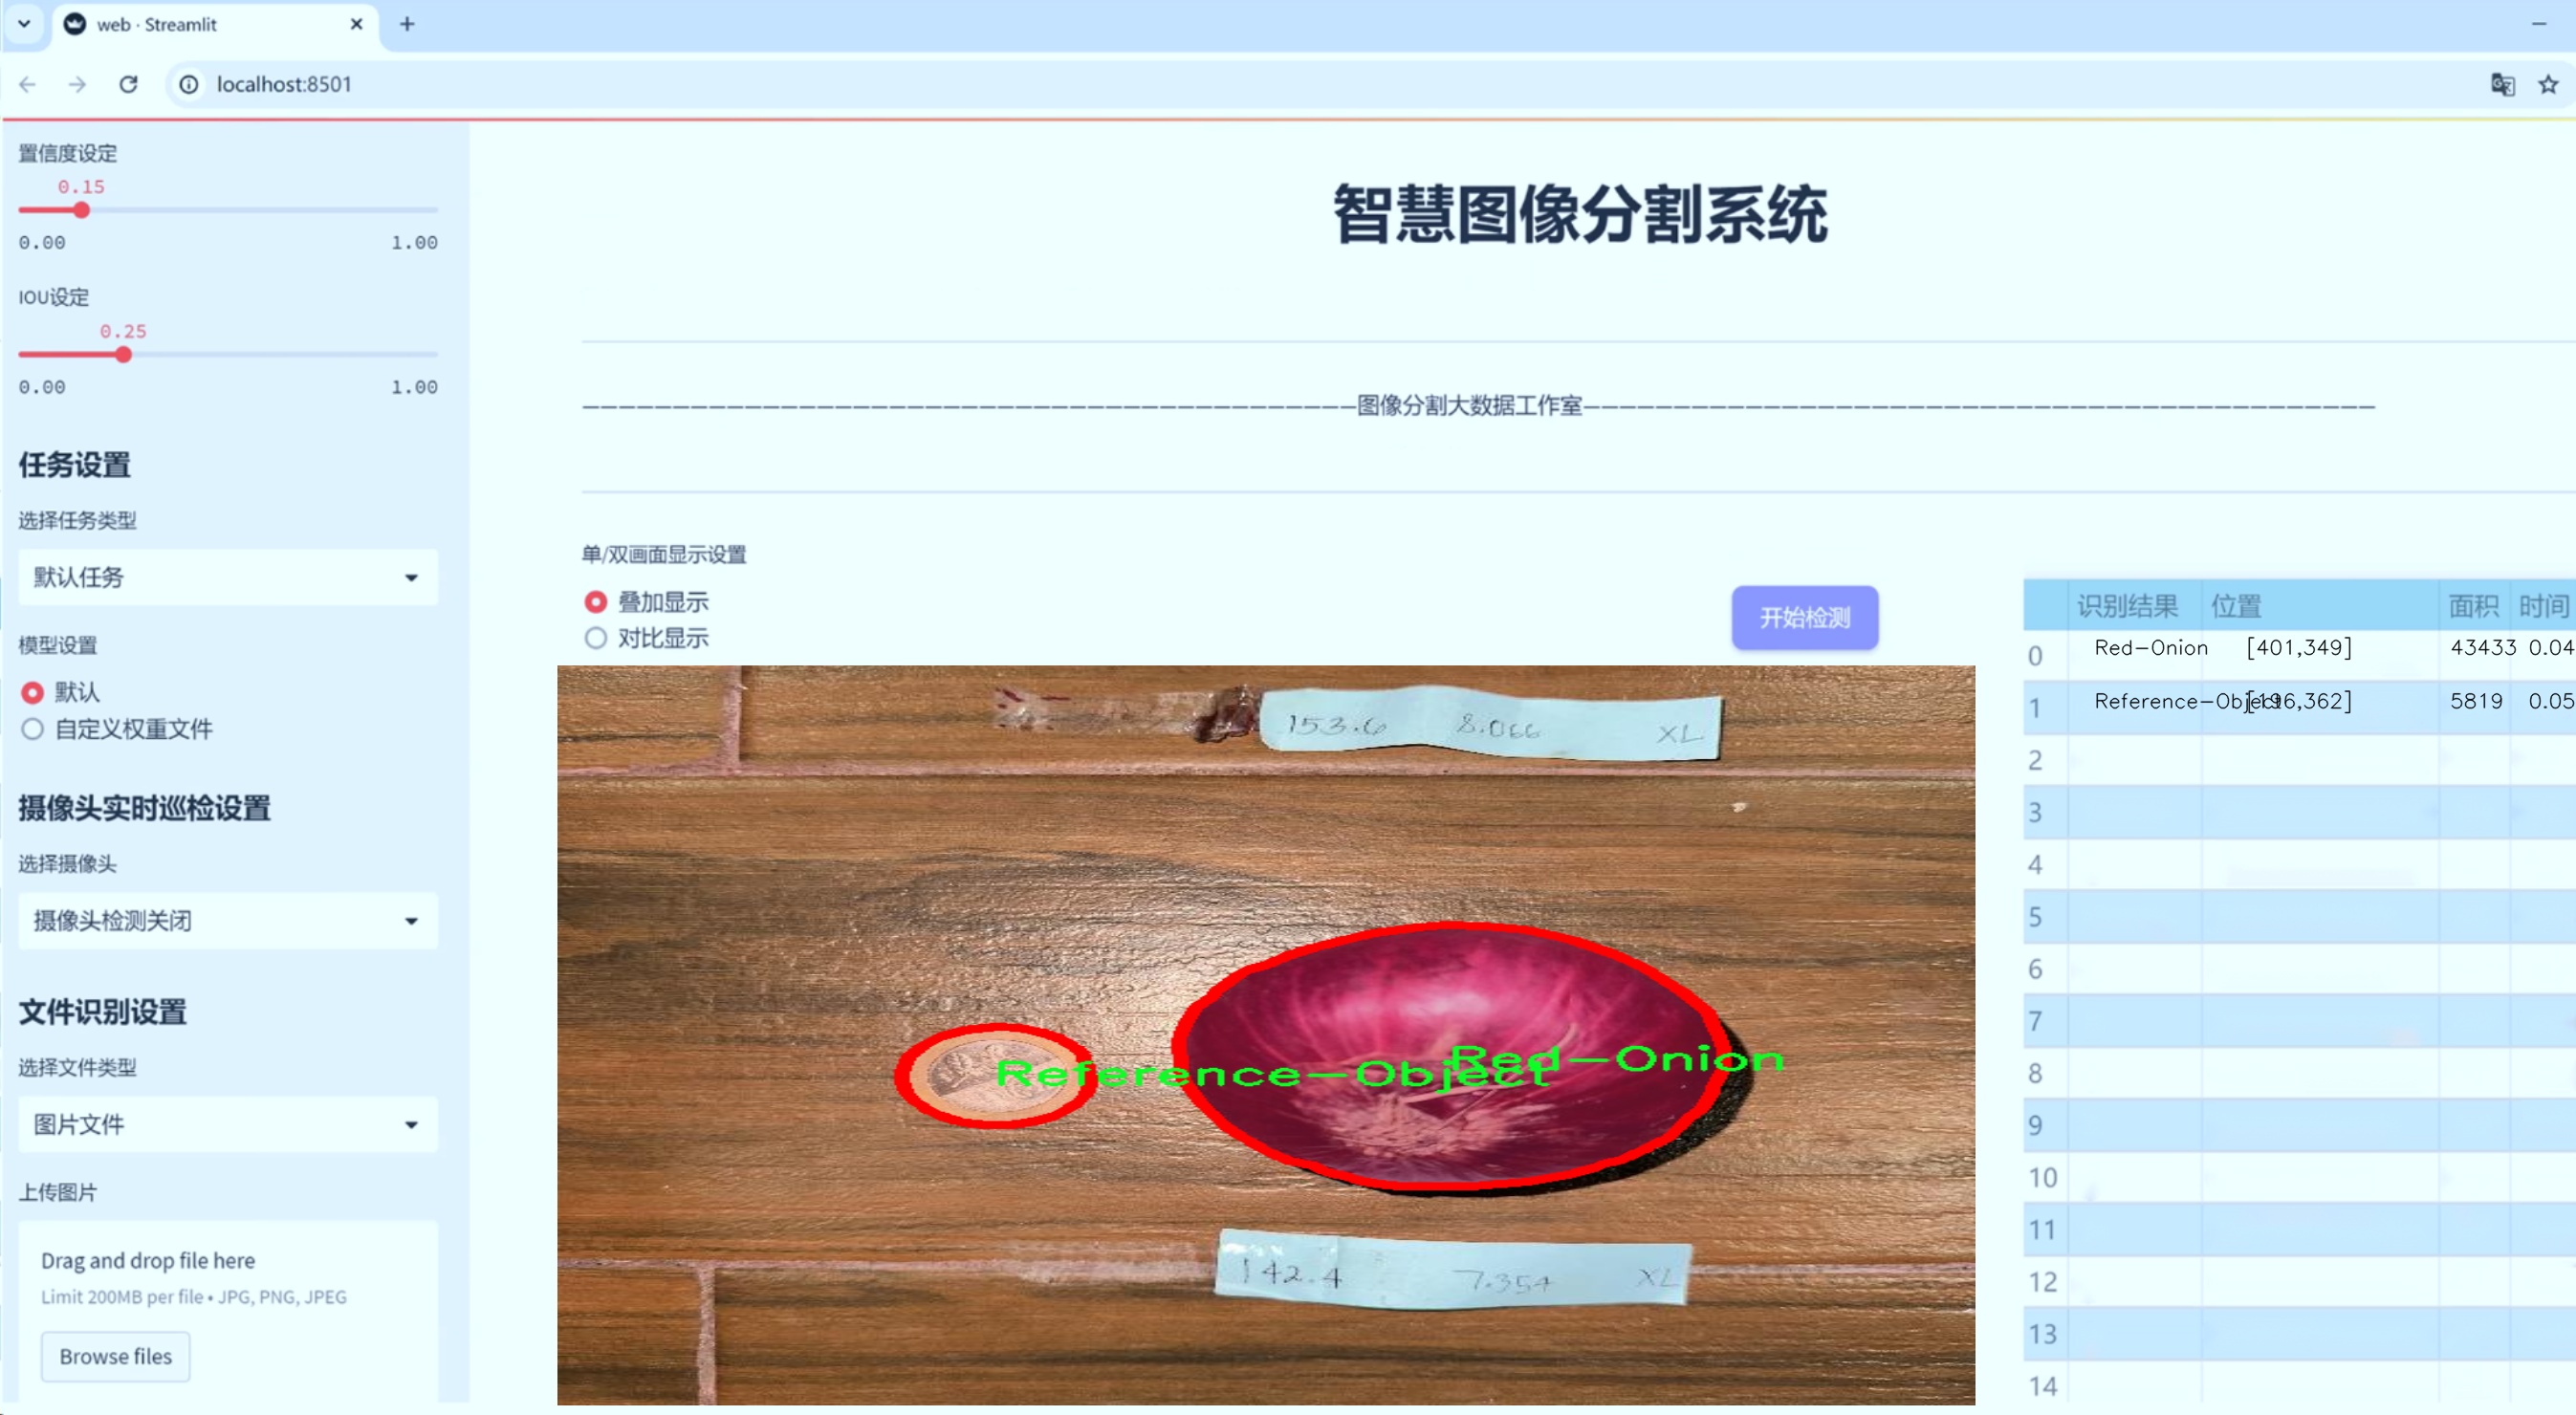 web · Streamlit
localhost:8501
置信度设定
0.15
0.00 1.00
IOU设定
0.25
0.00 1.00
任务设置
选择任务类型
默认任务
模型设置
默认
自定义权重文件
摄像头实时巡检设置
选择摄像头
摄像头检测关闭
文件识别设置
选择文件类型
图片文件
上传图片
Drag and drop file here
Limit 200MB per file • JPG, PNG, JPEG
Browse files
智慧图像分割系统
图像分割大数据工作室
单/双画面显示设置
叠加显示
对比显示
开始检测
153.6 8.066 XL
Red-Onion
Reference-Object
142.4 7.354 XL
识别结果 位置 面积 时间
0 Red-Onion [401,349] 43433 0.04
1 Reference-Object [196,362] 5819 0.05
2
3
4
5
6
7
8
9
10
11
12
13
14